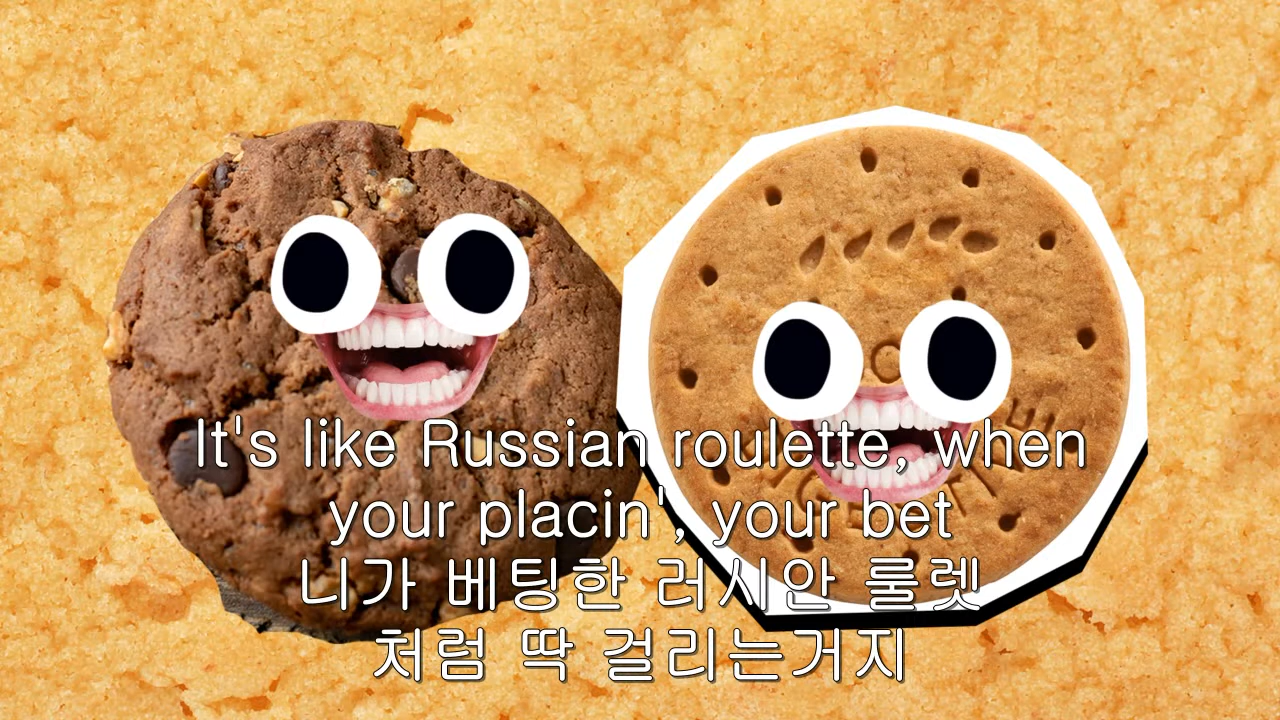 It's like Russian roulette, when
your placin', your bet
니가 베팅한 러시안 룰렛
처럼 딱 걸리는거지